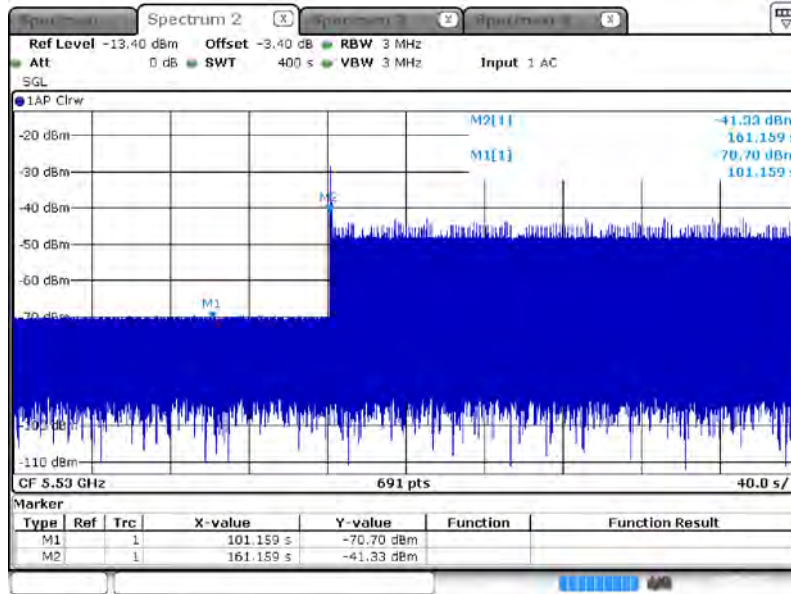 Spectrum 2 X X X
Ref Level -13.40 dBm Offset -3.40 dB RBW 3 MHz
Att 0 dB SWT 400 s VBW 3 MHz Input 1 AC
SGL
1AP Clrw
M2[1] -41.33 dBm
161.159 s
M1[1] -70.70 dBm
101.159 s
-20 dBm
-30 dBm
M2
-40 dBm
-50 dBm
-60 dBm
M1
-70 dBm
-110 dBm
CF 5.53 GHz 691 pts 40.0 s/
Marker
Type Ref Trc X-value Y-value Function Function Result
M1 1 101.159 s -70.70 dBm
M2 1 161.159 s -41.33 dBm